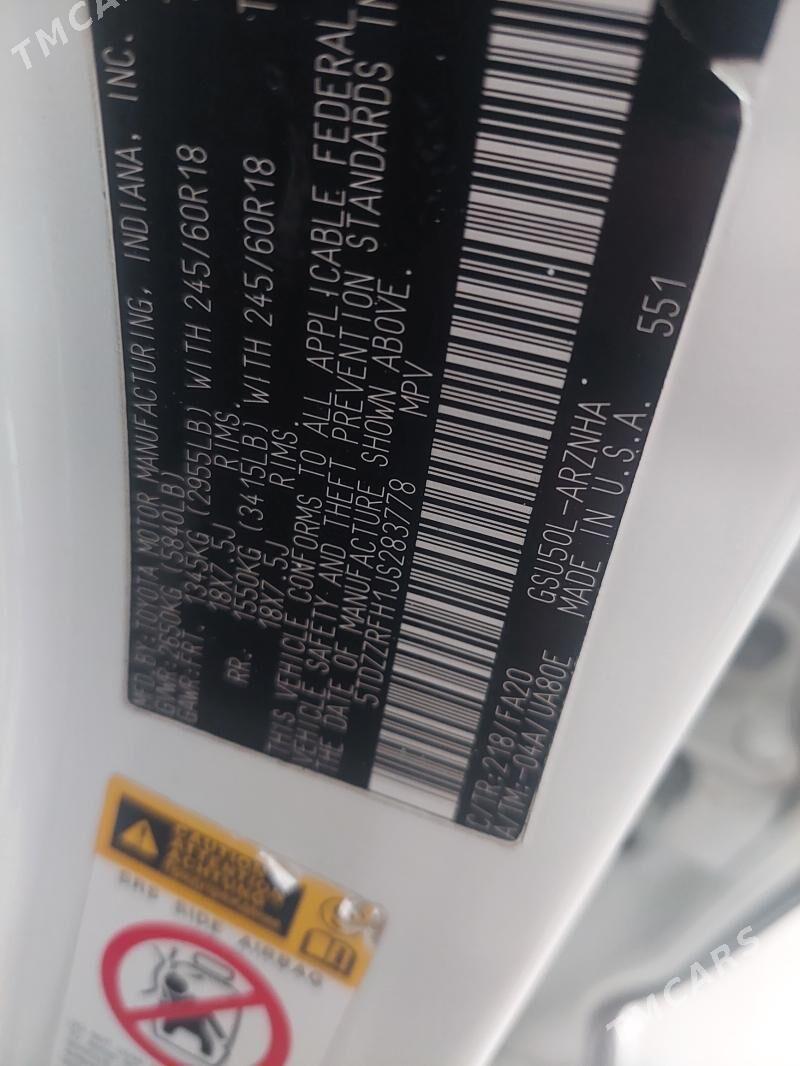 TMCARS
MFD.BY:TOYOTA MOTOR MANUFACTURING, INDIANA, INC.
GVWR:2650KG (5840LB)
GAWR:FRT. 1345KG (2955LB) WITH 245/60R18
18X7.5J RIMS.
RR. 1550KG (3415LB) WITH 245/60R18
18X7.5J RIMS.
THIS VEHICLE CONFORMS TO ALL APPLICABLE FEDERAL
VEHICLE SAFETY AND THEFT PREVENTION STANDARDS IN
THE DATE OF MANUFACTURE SHOWN ABOVE.
5TDZZRFH1JS283778 MPV
C/TR:218/FA20 GSU50L-ARZNHA
A/TM:-04A/UA80E MADE IN U.S.A. 551
SIDE AIRBAG
TMCARS